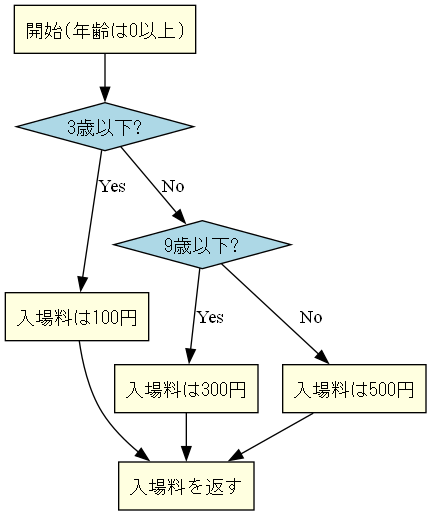 開始(年齢は0以上)
3歳以下?
Yes
No
9歳以下?
入場料は100円
Yes
No
入場料は300円
入場料は500円
入場料を返す